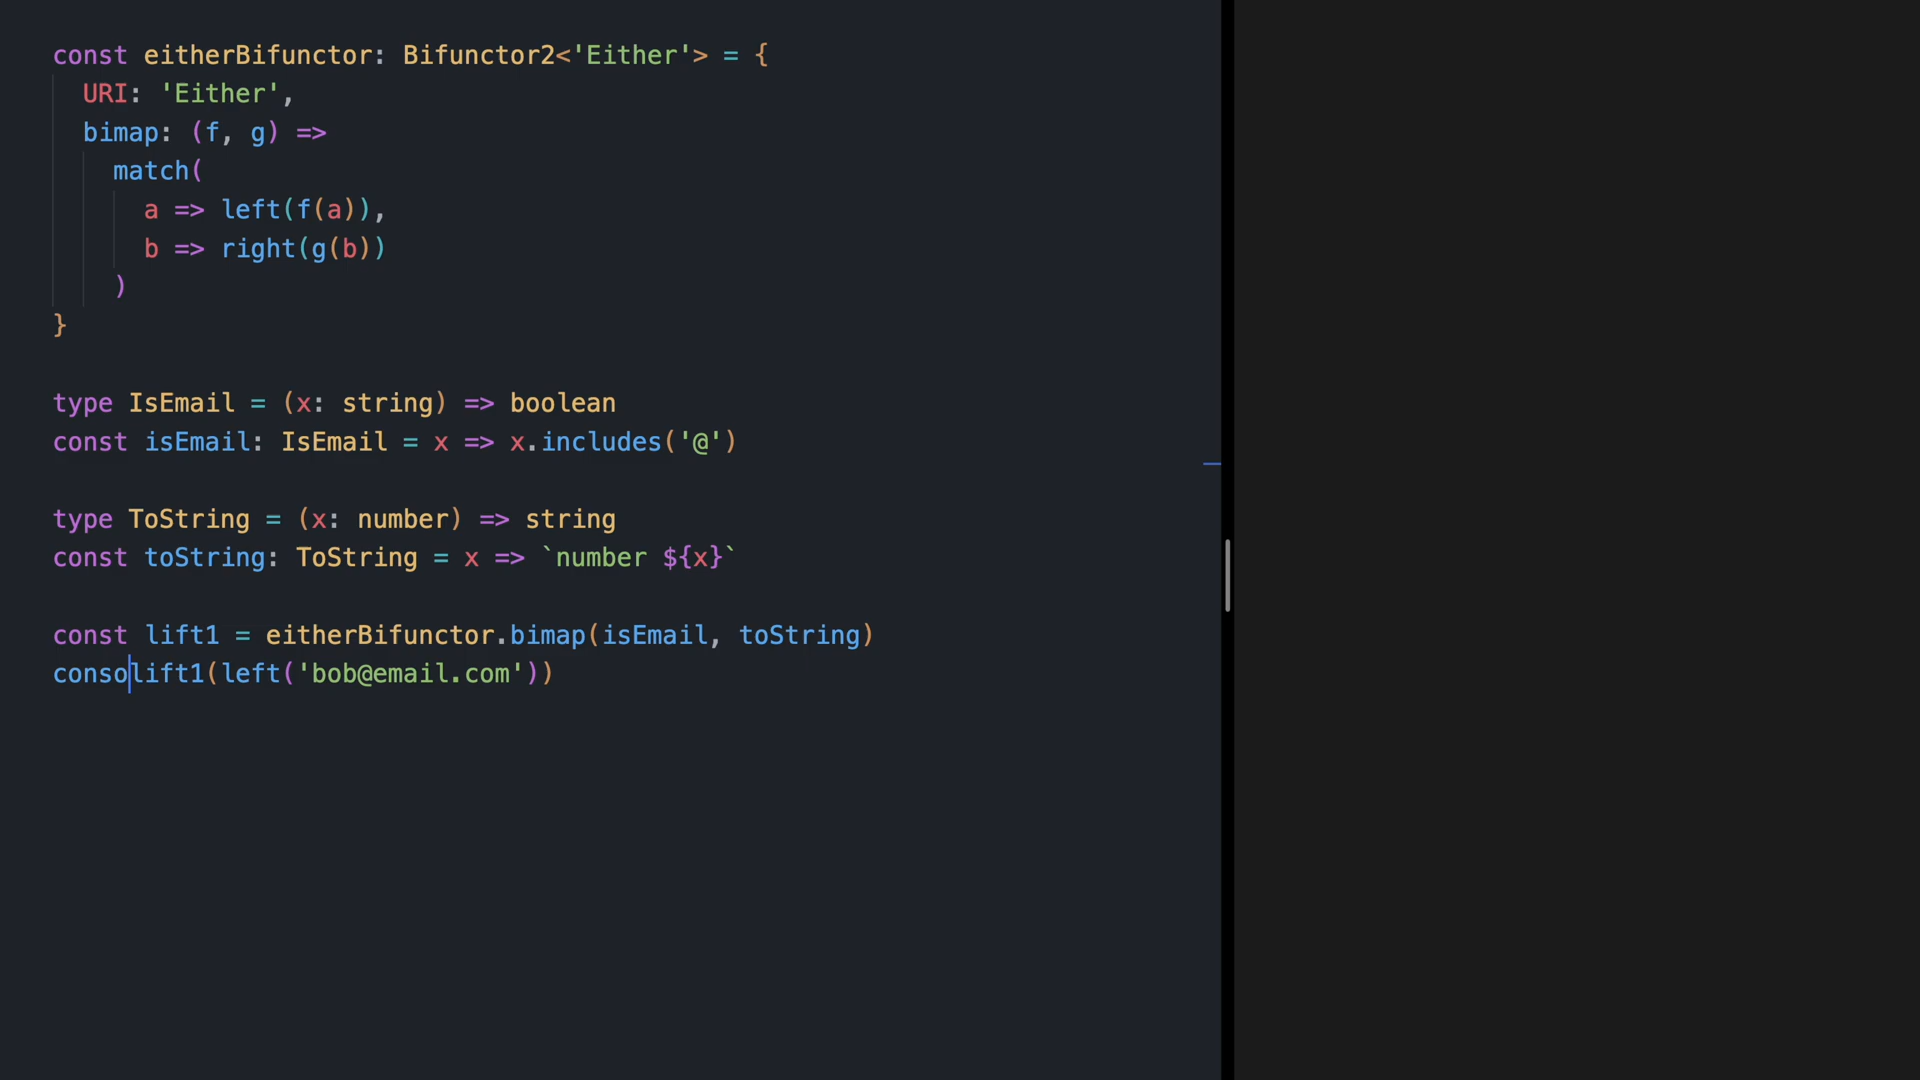 const eitherBifunctor: Bifunctor2<'Either'> = {
  URI: 'Either',
  bimap: (f, g) =>
    match(
      a => left(f(a)),
      b => right(g(b))
    )
}
type IsEmail = (x: string) => boolean
const isEmail: IsEmail = x => x.includes('@')
type ToString = (x: number) => string
const toString: ToString = x => `number ${x}`
const lift1 = eitherBifunctor.bimap(isEmail, toString)
consolift1(left('bob@email.com'))